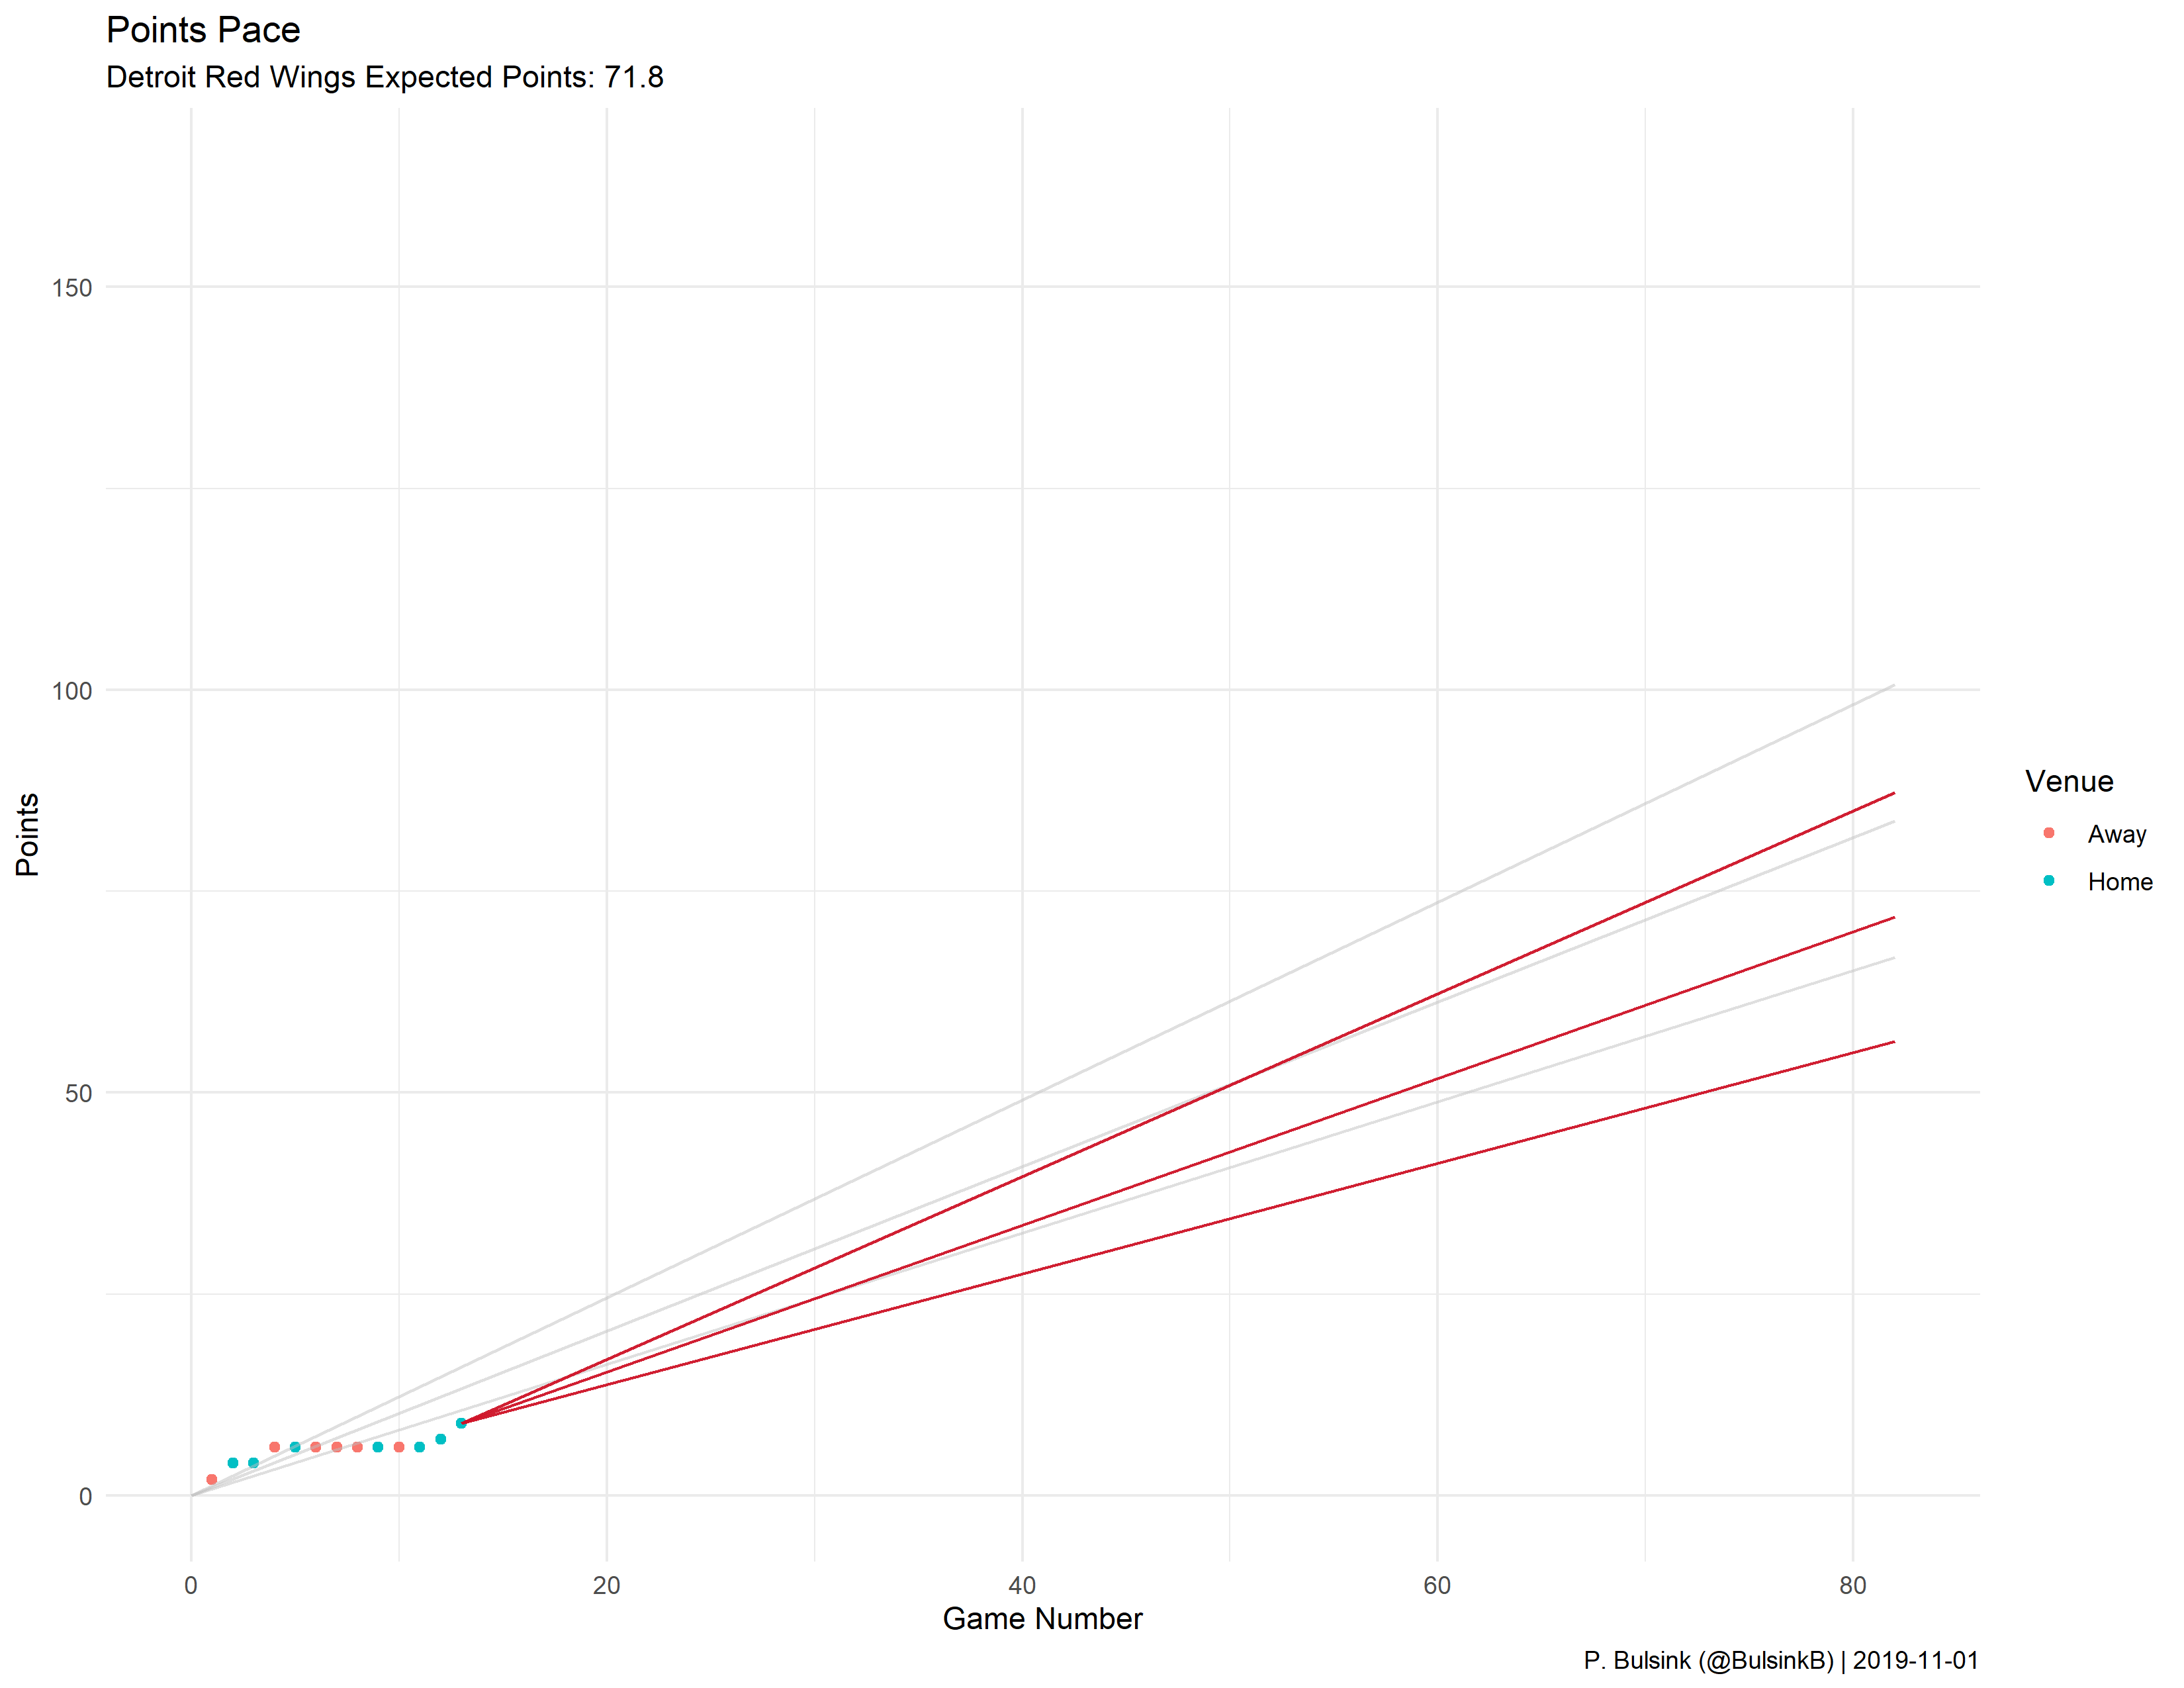 Points Pace
Detroit Red Wings Expected Points: 71.8
150
100
50
0
Points
0 20 40 60 80
Game Number
Venue
Away
Home
P. Bulsink (@BulsinkB) | 2019-11-01